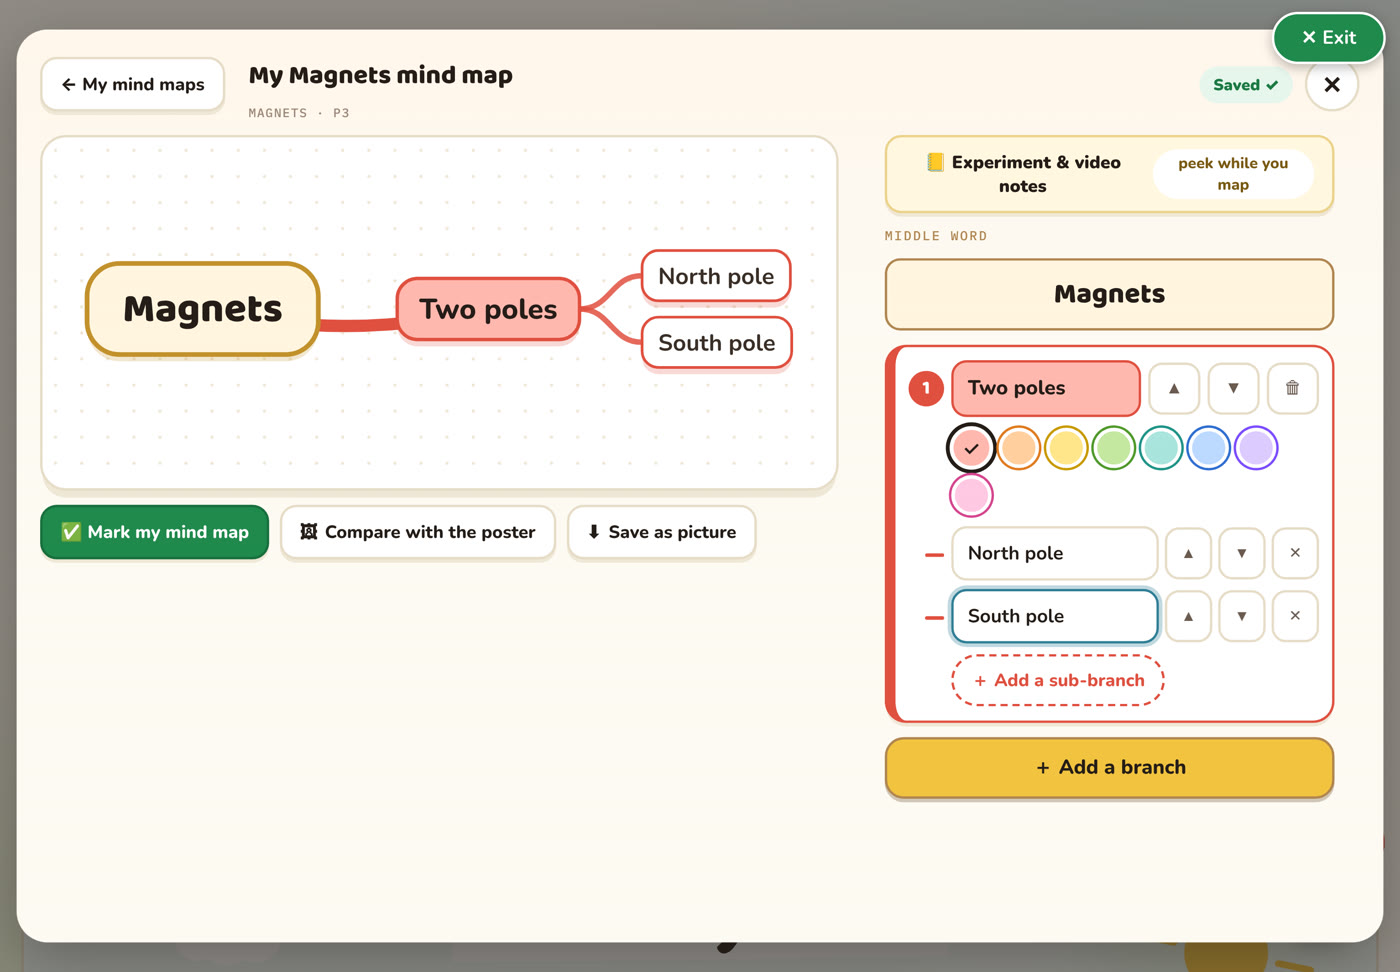 ✕ Exit
← My mind maps
My Magnets mind map
MAGNETS · P3
Saved ✓
✕
Magnets
Two poles
North pole
South pole
✅ Mark my mind map
🖼 Compare with the poster
⬇ Save as picture
📒 Experiment & video
notes
peek while you
map
MIDDLE WORD
Magnets
1
Two poles
▲ ▼ 🗑
✓
North pole
▲ ▼ ✕
South pole
▲ ▼ ✕
+ Add a sub-branch
+ Add a branch